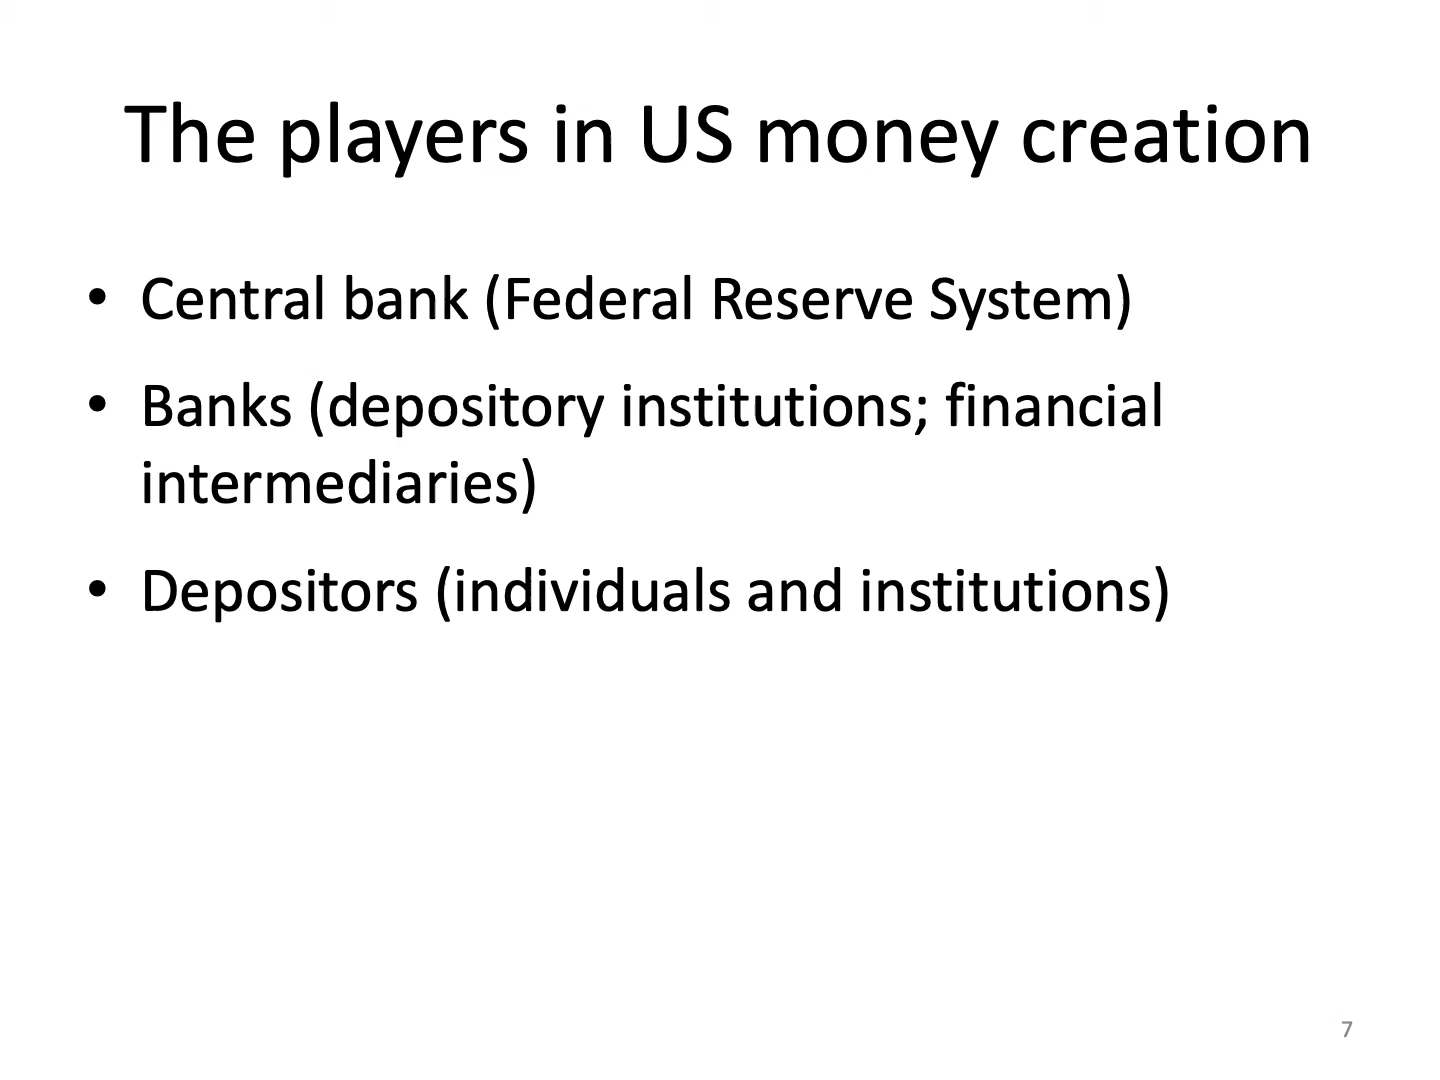 The players in US money creation
• Central bank (Federal Reserve System)
• Banks (depository institutions; financial
intermediaries)
• Depositors (individuals and institutions)
7